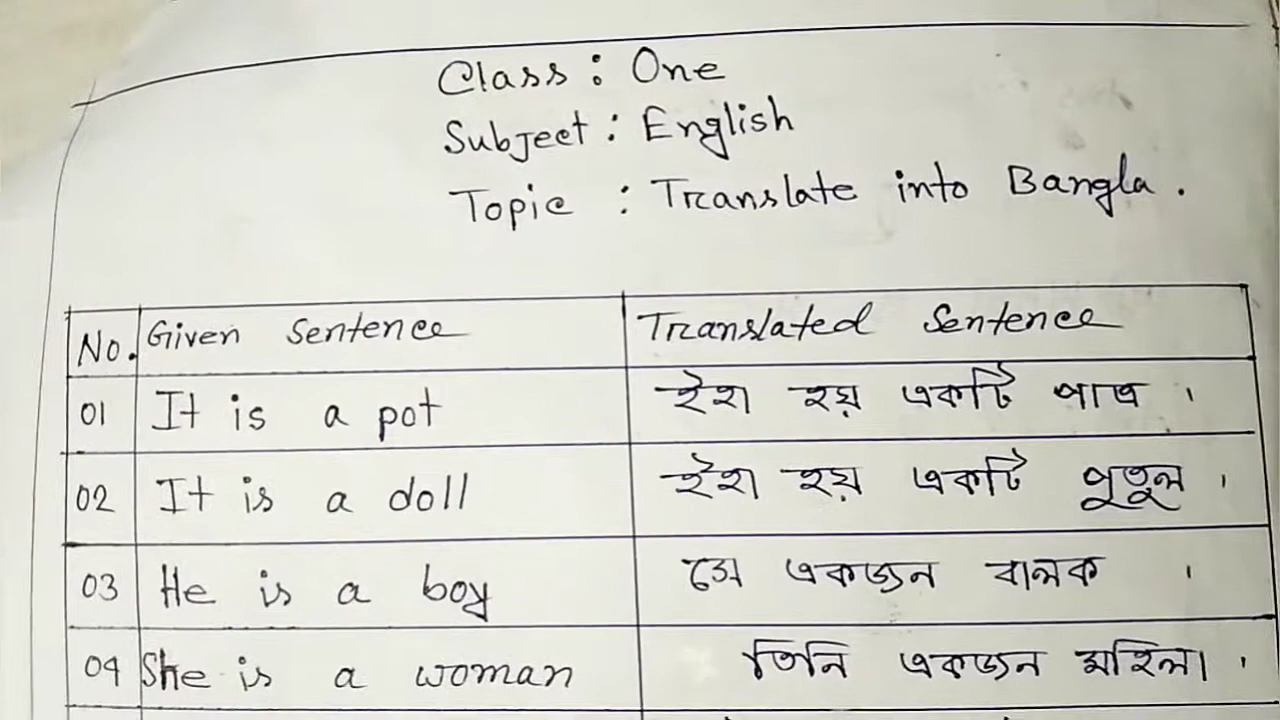 Class : One
Subject : English
Topic : Translate into Bangla .
No. Given Sentence Translated Sentence
01 It is a pot ইহা হয় একটি পাত্র ।
02 It is a doll ইহা হয় একটি পুতুল ।
03 He is a boy সে একজন বালক ।
04 She is a woman তিনি একজন মহিলা ।